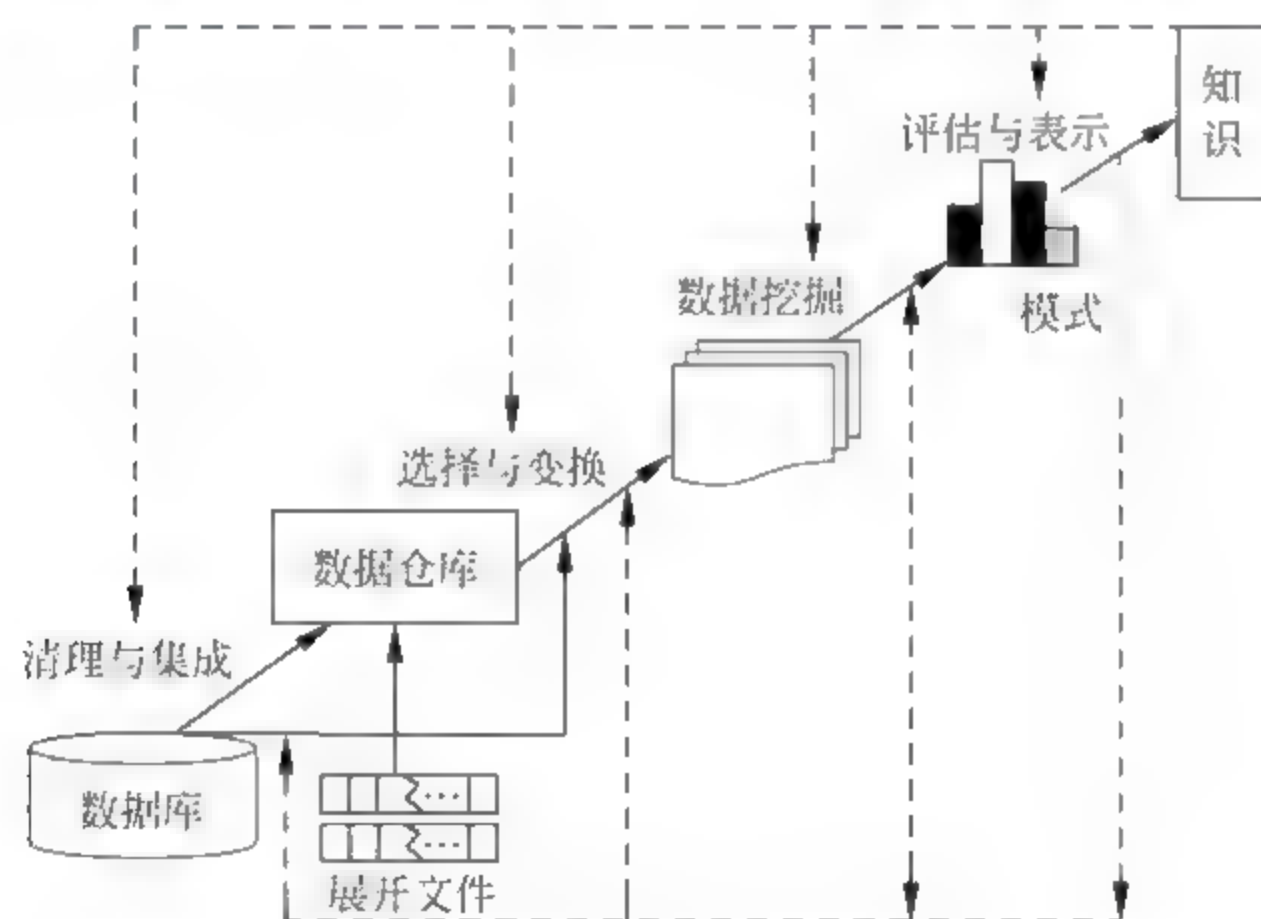 知
识
评估与表示
数据挖掘
模式
选择与变换
数据仓库
清理与集成
数据库
展开文件